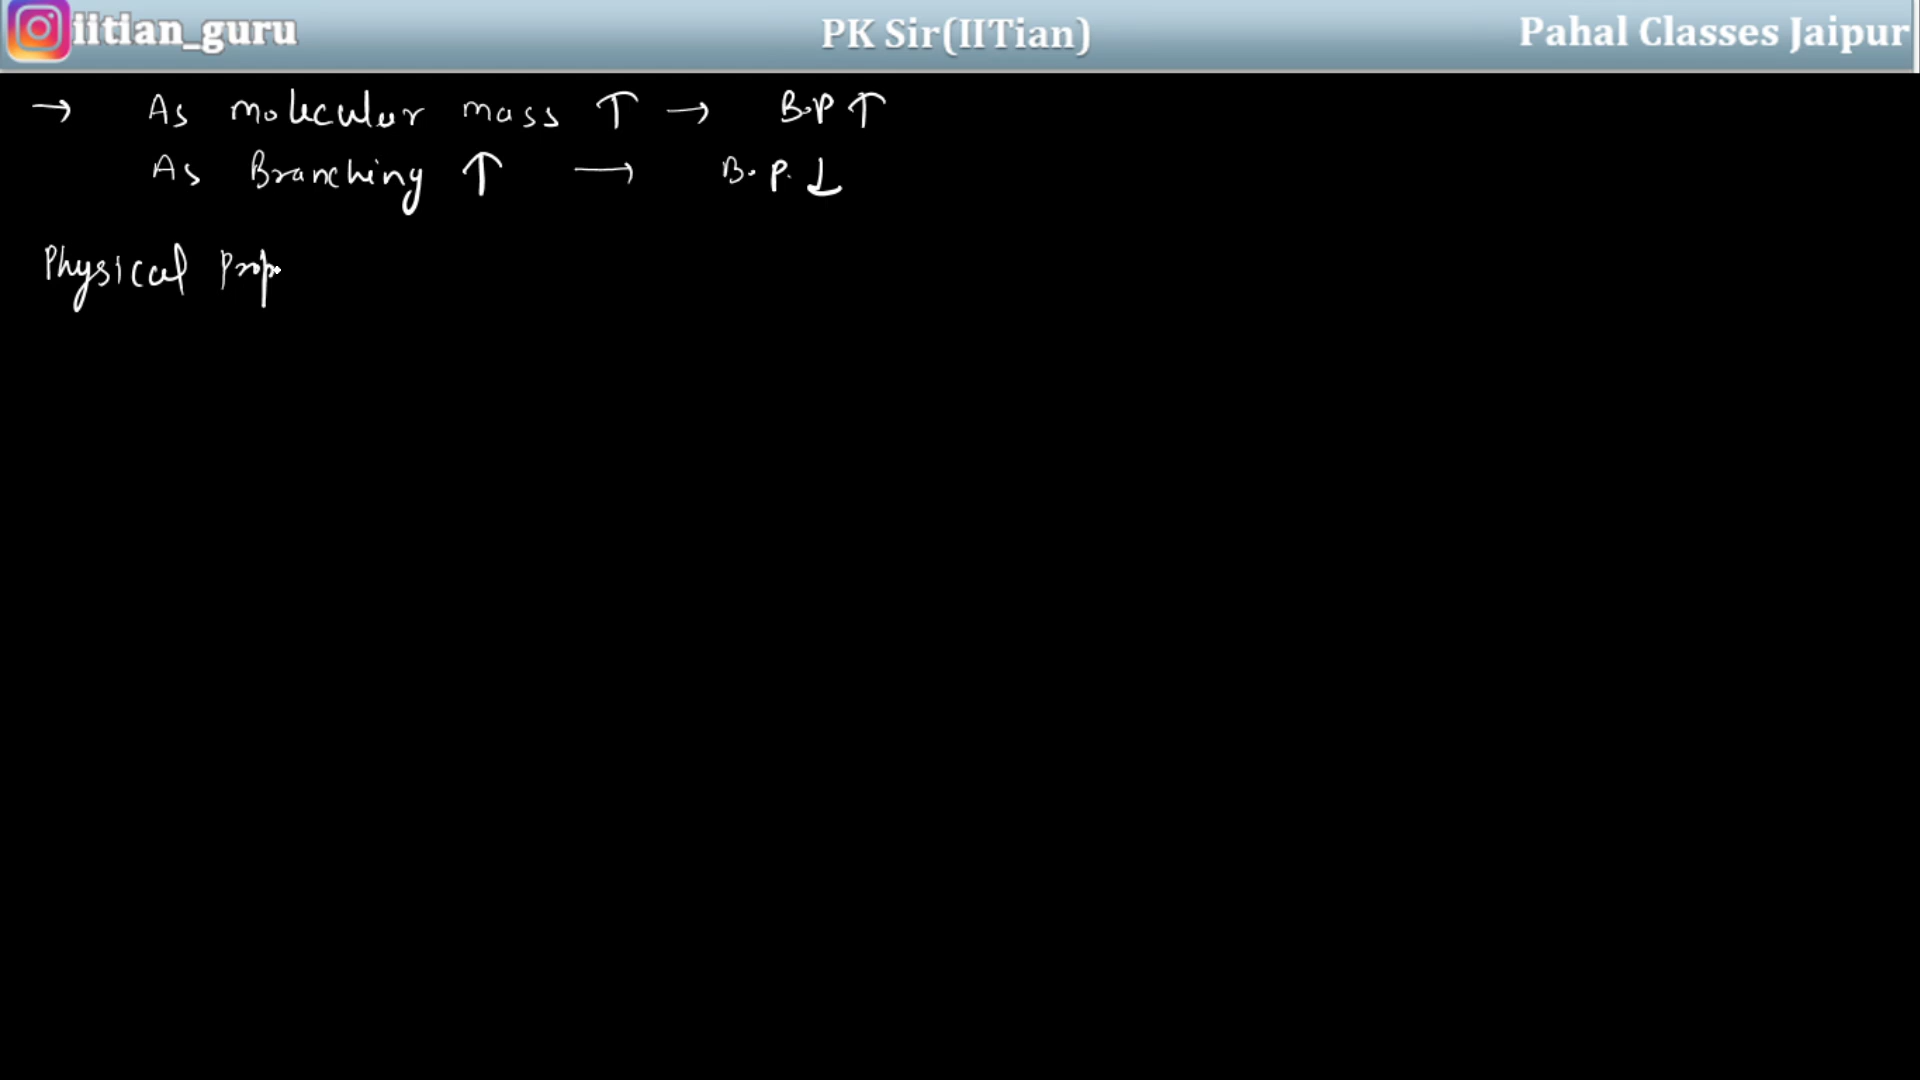 iitian_guru PK Sir(IITian) Pahal Classes Jaipur
→ As molecular mass ↑ → B.P ↑
As Branching ↑ → B.P. ↓
Physical Prop